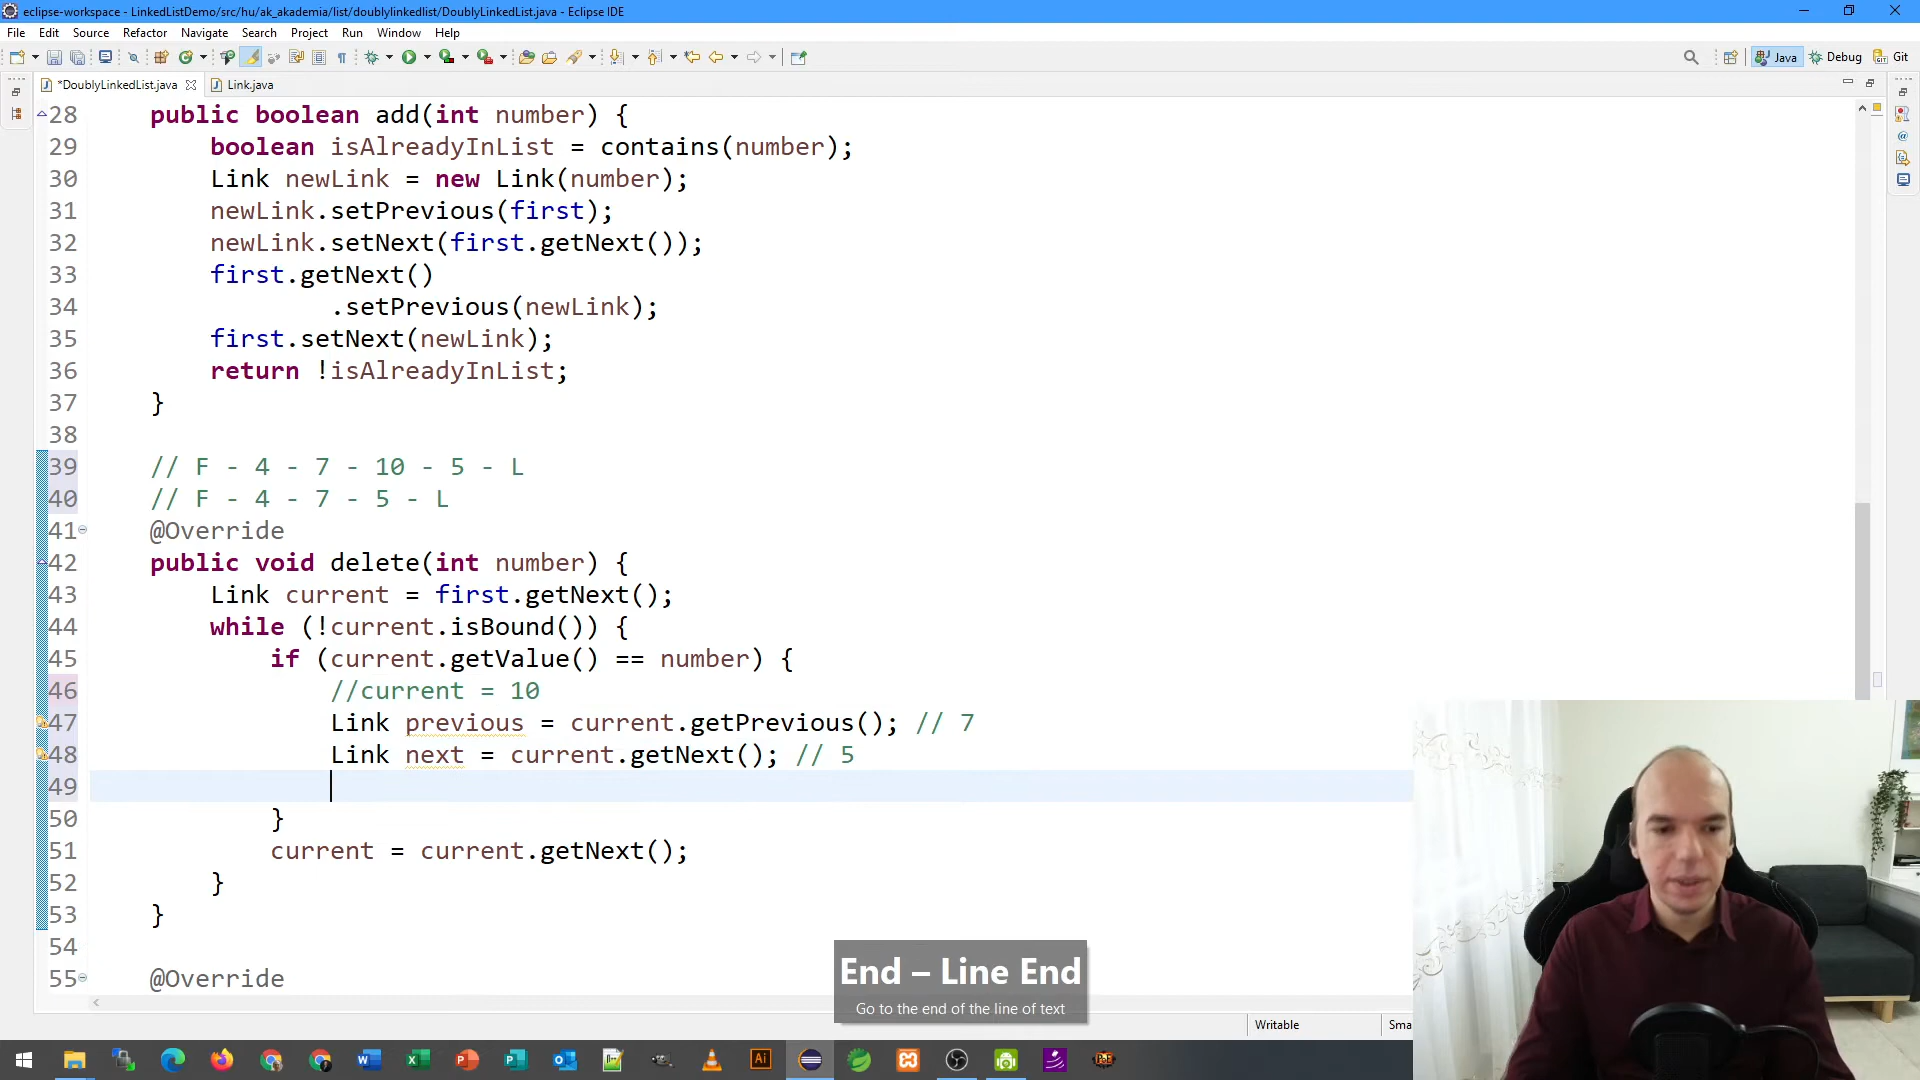 eclipse-workspace - LinkedListDemo/src/hu/ak_akademia/list/doublylinkedlist/DoublyLinkedList.java - Eclipse IDE
File Edit Source Refactor Navigate Search Project Run Window Help
Java Debug Git
*DoublyLinkedList.java Link.java
28 public boolean add(int number) {
29 boolean isAlreadyInList = contains(number);
30 Link newLink = new Link(number);
31 newLink.setPrevious(first);
32 newLink.setNext(first.getNext());
33 first.getNext()
34 .setPrevious(newLink);
35 first.setNext(newLink);
36 return !isAlreadyInList;
37 }
38
39 // F - 4 - 7 - 10 - 5 - L
40 // F - 4 - 7 - 5 - L
41 @Override
42 public void delete(int number) {
43 Link current = first.getNext();
44 while (!current.isBound()) {
45 if (current.getValue() == number) {
46 //current = 10
47 Link previous = current.getPrevious(); // 7
48 Link next = current.getNext(); // 5
49
50 }
51 current = current.getNext();
52 }
53 }
54
55 @Override
End – Line End
Go to the end of the line of text
Writable Sma